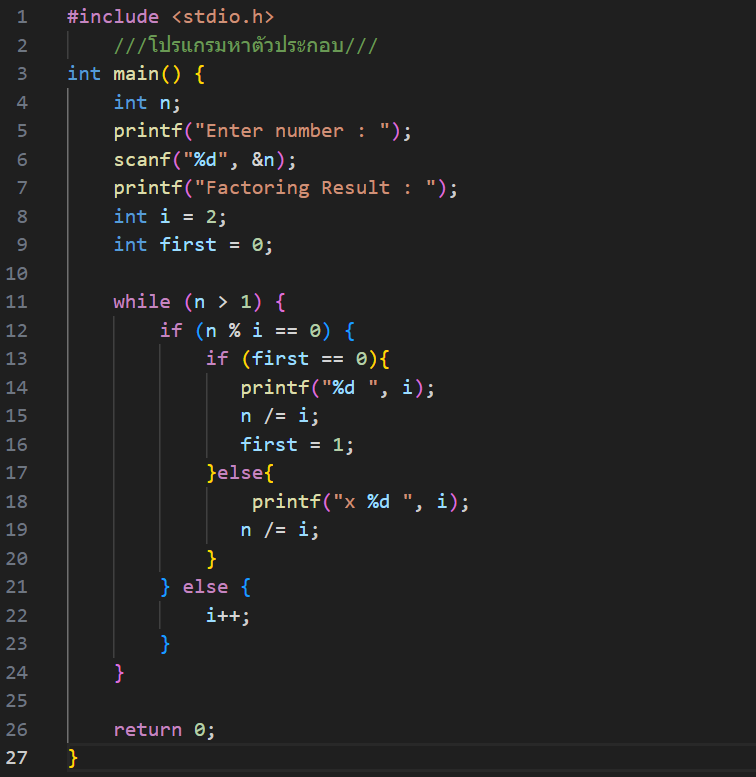 1 #include <stdio.h>
2 ///โปรแกรมหาตัวประกอบ///
3 int main() {
4 int n;
5 printf("Enter number : ");
6 scanf("%d", &n);
7 printf("Factoring Result : ");
8 int i = 2;
9 int first = 0;
10
11 while (n > 1) {
12 if (n % i == 0) {
13 if (first == 0){
14 printf("%d ", i);
15 n /= i;
16 first = 1;
17 }else{
18 printf("x %d ", i);
19 n /= i;
20 }
21 } else {
22 i++;
23 }
24 }
25
26 return 0;
27 }